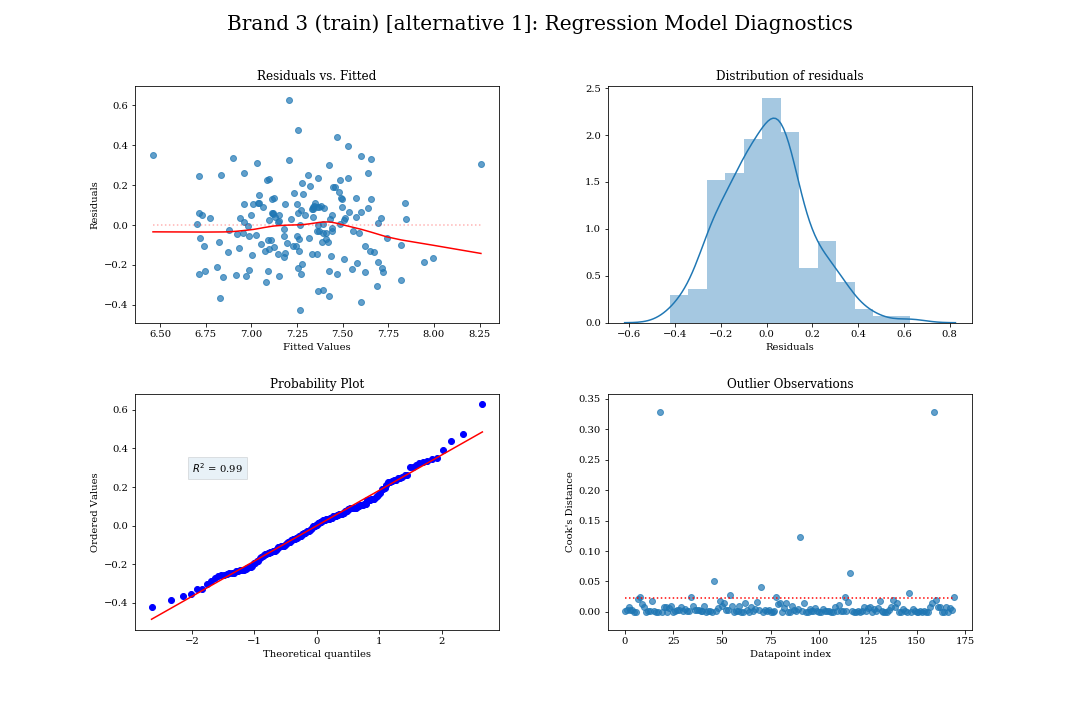 Brand 3 (train) [alternative 1]: Regression Model Diagnostics
Residuals vs. Fitted
Residuals
0.6
0.4
0.2
0.0
−0.2
−0.4
6.50 6.75 7.00 7.25 7.50 7.75 8.00 8.25
Fitted Values
Distribution of residuals
2.5
2.0
1.5
1.0
0.5
0.0
−0.6 −0.4 −0.2 0.0 0.2 0.4 0.6 0.8
Residuals
Probability Plot
Ordered Values
0.6
0.4
0.2
0.0
−0.2
−0.4
R² = 0.99
−2 −1 0 1 2
Theoretical quantiles
Outlier Observations
Cook's Distance
0.35
0.30
0.25
0.20
0.15
0.10
0.05
0.00
0 25 50 75 100 125 150 175
Datapoint index